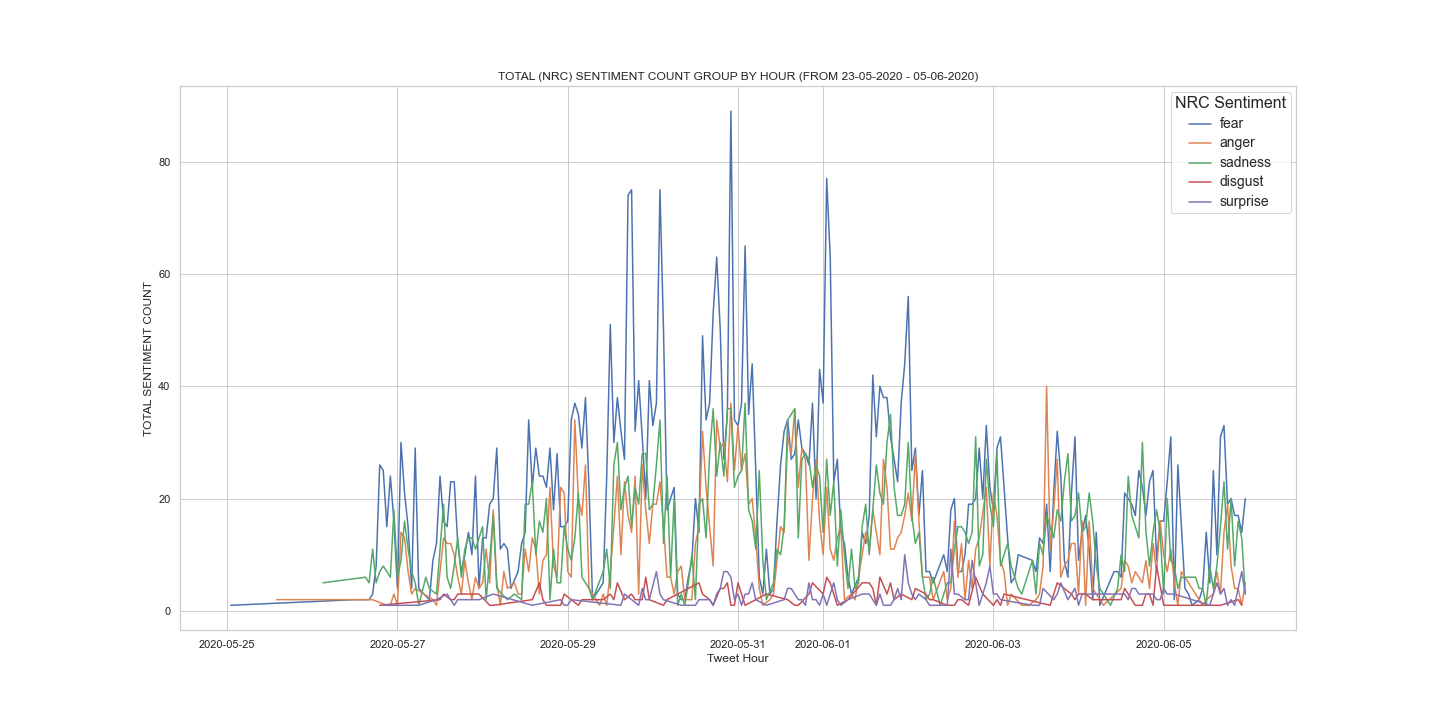 TOTAL (NRC) SENTIMENT COUNT GROUP BY HOUR (FROM 23-05-2020 - 05-06-2020)
NRC Sentiment
fear
anger
sadness
disgust
surprise
TOTAL SENTIMENT COUNT
80
60
40
20
0
2020-05-25
2020-05-27
2020-05-29
2020-05-31
2020-06-01
2020-06-03
2020-06-05
Tweet Hour